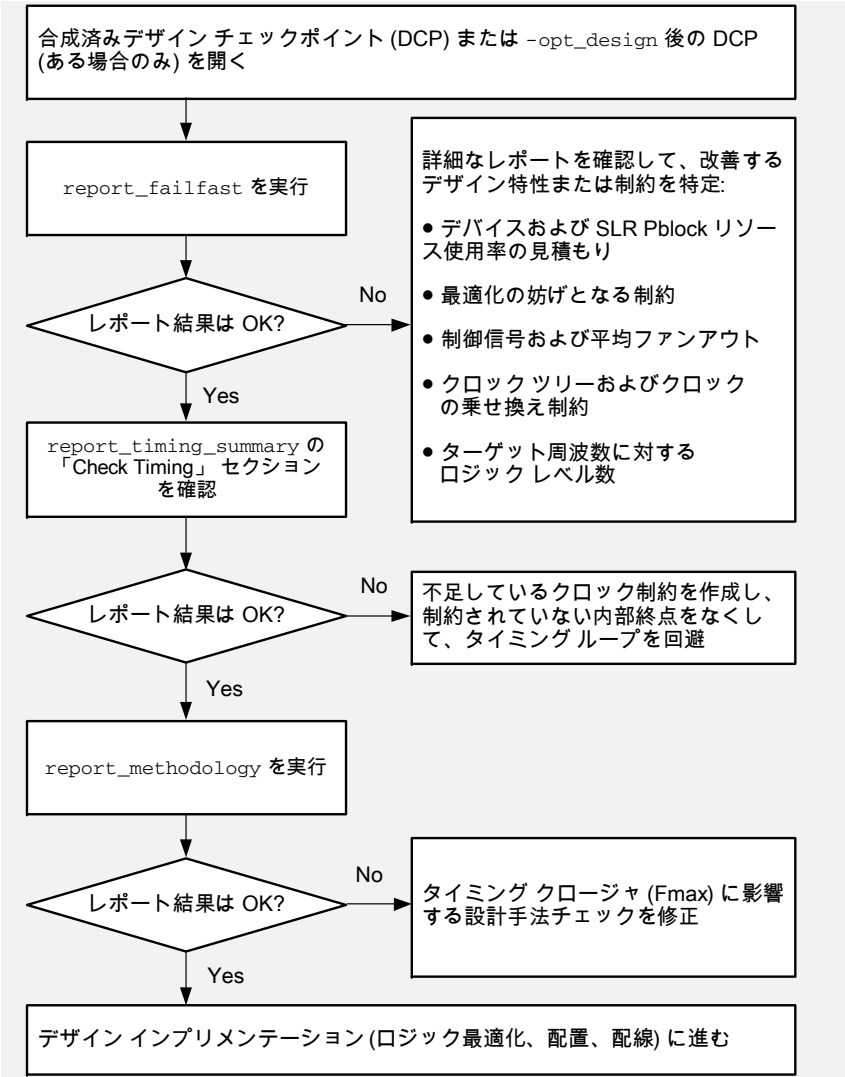 合成済みデザイン チェックポイント (DCP) または -opt_design 後の DCP
(ある場合のみ) を開く
report_failfast を実行
詳細なレポートを確認して、改善する
デザイン特性または制約を特定:
● デバイスおよび SLR Pblock リソー
ス使用率の見積もり
● 最適化の妨げとなる制約
● 制御信号および平均ファンアウト
● クロック ツリーおよびクロック
の乗せ換え制約
● ターゲット周波数に対する
ロジック レベル数
レポート結果は OK?
No
Yes
report_timing_summary の
「Check Timing」 セクション
を確認
レポート結果は OK?
No
不足しているクロック制約を作成し、
制約されていない内部終点をなくし
て、タイミング ループを回避
Yes
report_methodology を実行
レポート結果は OK?
No
タイミング クロージャ (Fmax) に影響
する設計手法チェックを修正
Yes
デザイン インプリメンテーション (ロジック最適化、配置、配線) に進む